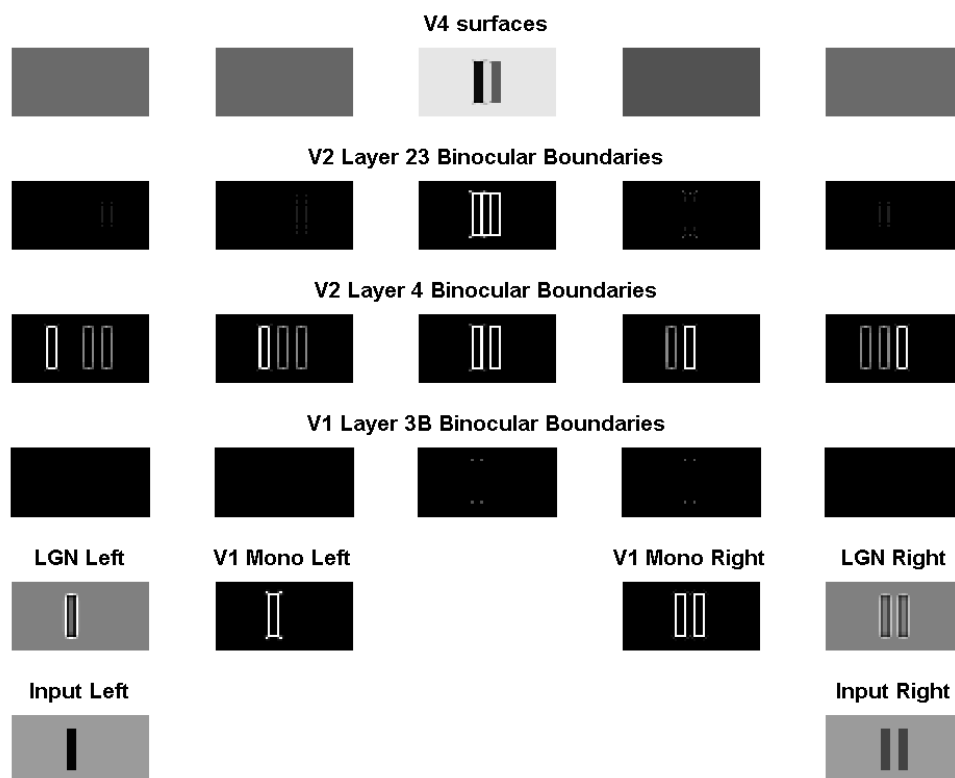 V4 surfaces
V2 Layer 23 Binocular Boundaries
V2 Layer 4 Binocular Boundaries
V1 Layer 3B Binocular Boundaries
LGN Left V1 Mono Left V1 Mono Right LGN Right
Input Left Input Right